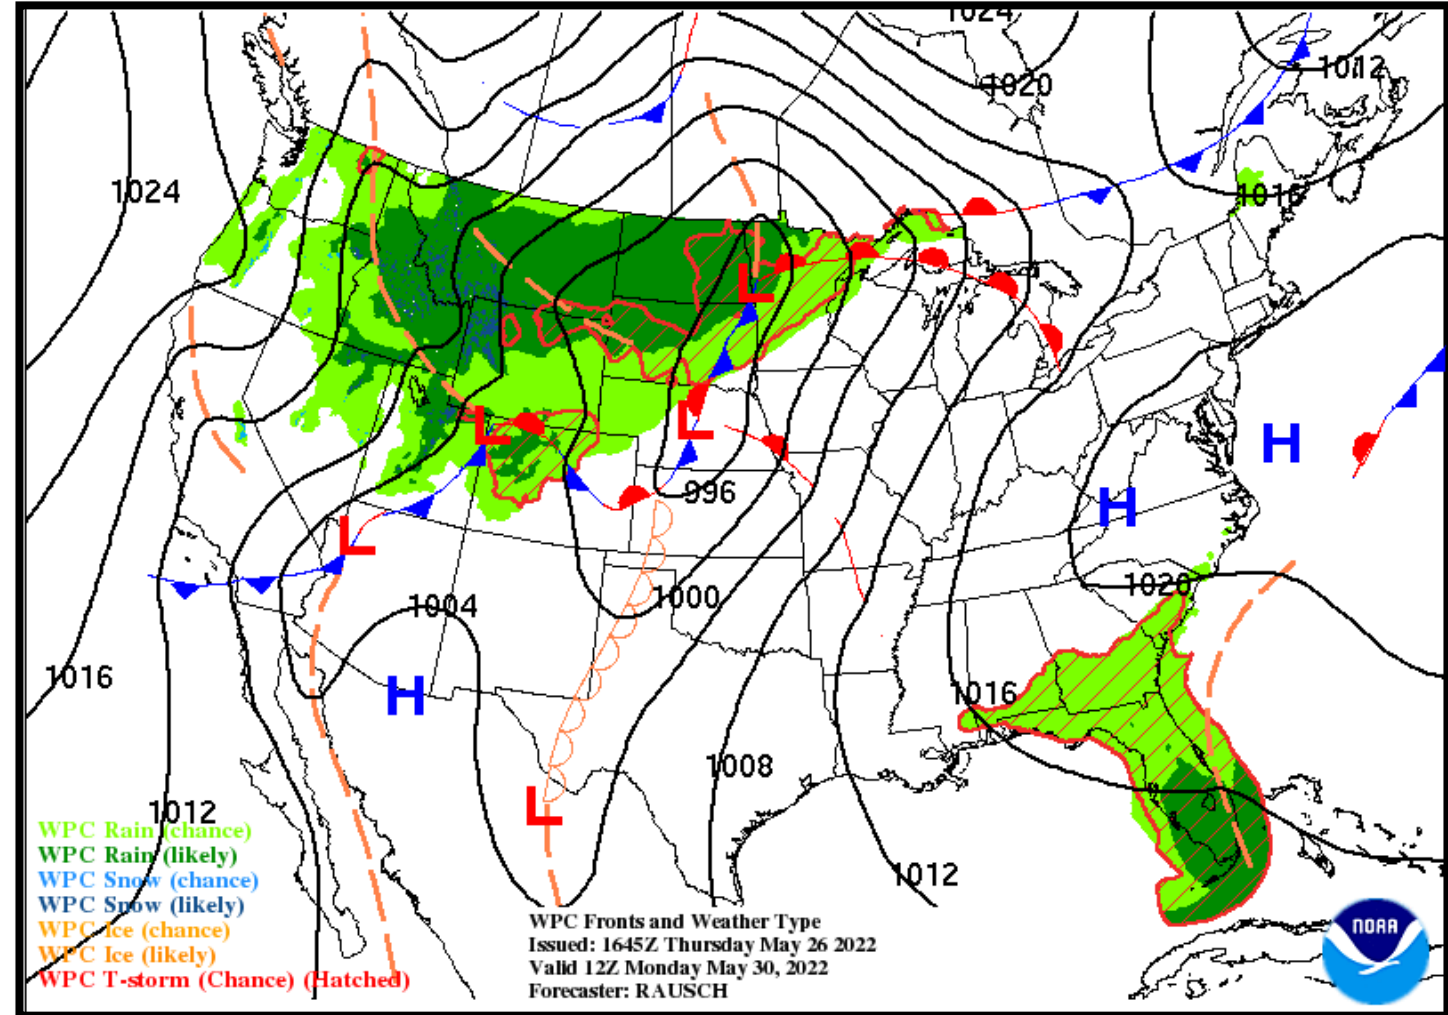 1024
1020
1012
1024
1016
H
L
L
L
996
H
L
1004
1000
1020
1016
H
1016
1008
L
1012
1012
WPC Rain (chance)
WPC Rain (likely)
WPC Snow (chance)
WPC Snow (likely)
WPC Ice (chance)
WPC Ice (likely)
WPC T-storm (Chance) (Hatched)
WPC Fronts and Weather Type
Issued: 1645Z Thursday May 26 2022
Valid 12Z Monday May 30, 2022
Forecaster: RAUSCH
NOAA